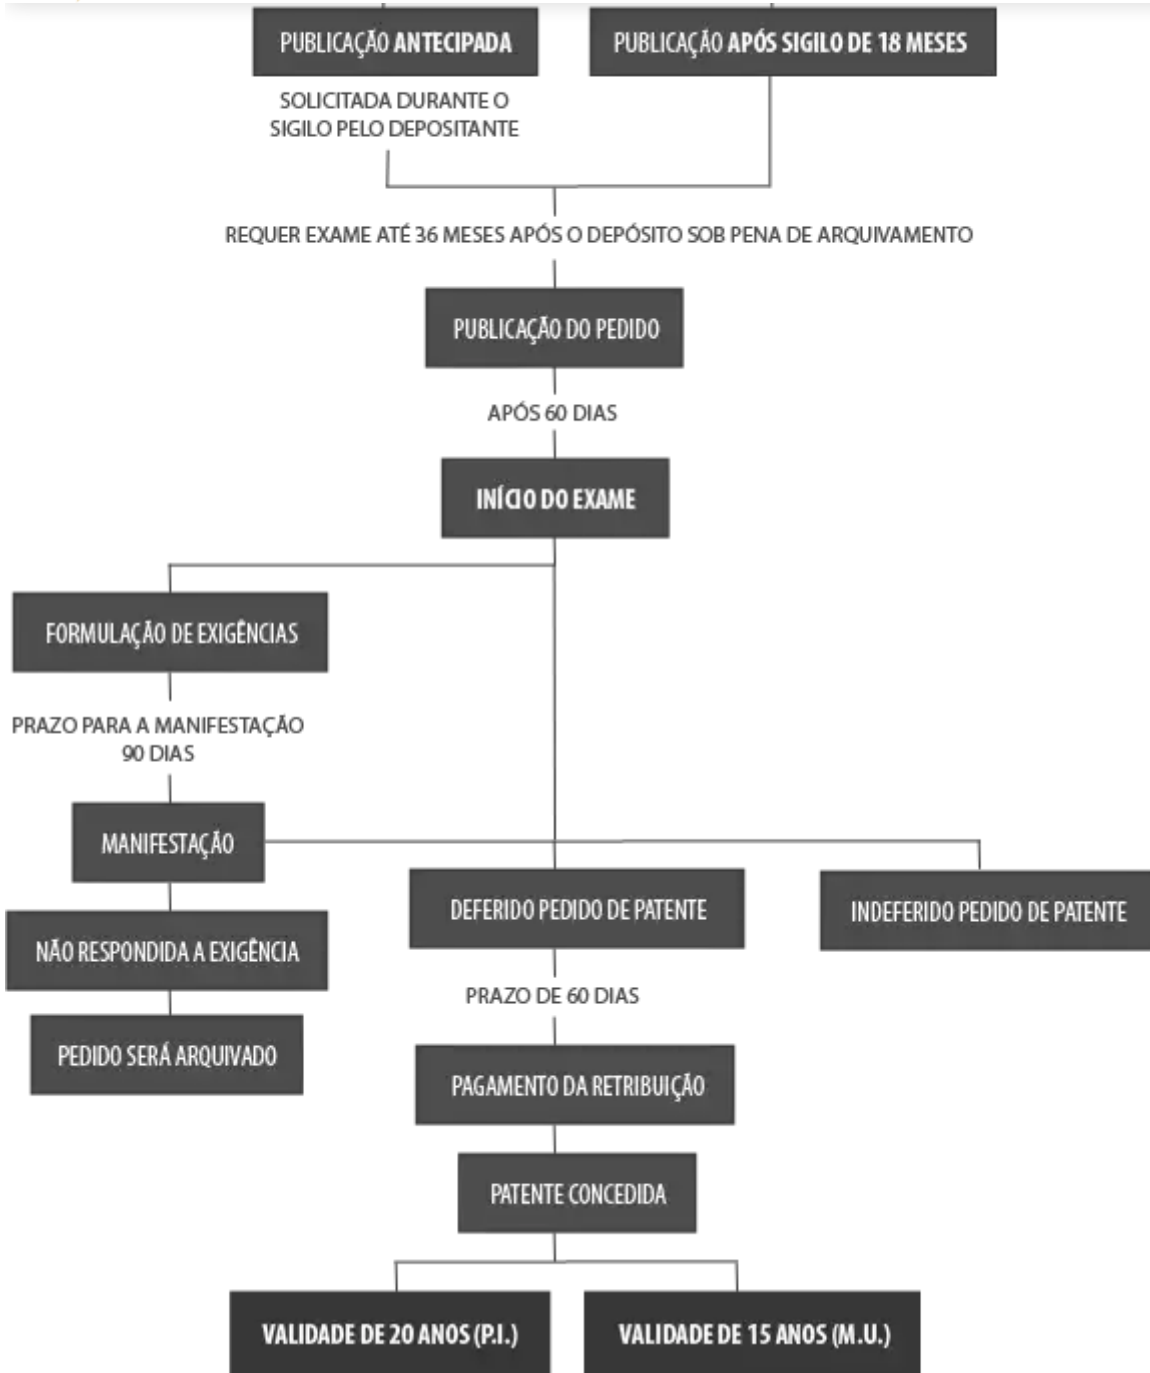 PUBLICAÇÃO ANTECIPADA
PUBLICAÇÃO APÓS SIGILO DE 18 MESES
SOLICITADA DURANTE O
SIGILO PELO DEPOSITANTE
REQUER EXAME ATÉ 36 MESES APÓS O DEPÓSITO SOB PENA DE ARQUIVAMENTO
PUBLICAÇÃO DO PEDIDO
APÓS 60 DIAS
INÍCIO DO EXAME
FORMULAÇÃO DE EXIGÊNCIAS
PRAZO PARA A MANIFESTAÇÃO
90 DIAS
MANIFESTAÇÃO
NÃO RESPONDIDA A EXIGÊNCIA
PEDIDO SERÁ ARQUIVADO
DEFERIDO PEDIDO DE PATENTE
INDEFERIDO PEDIDO DE PATENTE
PRAZO DE 60 DIAS
PAGAMENTO DA RETRIBUIÇÃO
PATENTE CONCEDIDA
VALIDADE DE 20 ANOS (P.I.)
VALIDADE DE 15 ANOS (M.U.)